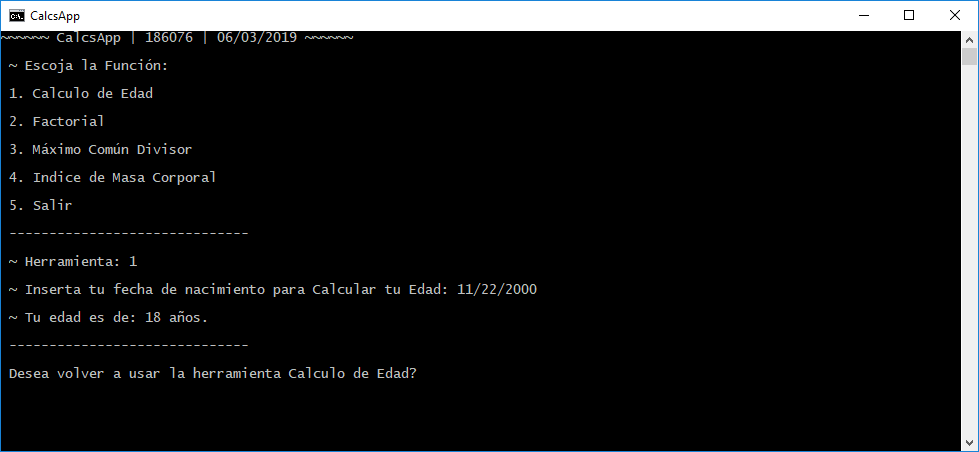 CalcsApp
~~~~~~ CalcsApp | 186076 | 06/03/2019 ~~~~~~
~ Escoja la Función:
1. Calculo de Edad
2. Factorial
3. Máximo Común Divisor
4. Indice de Masa Corporal
5. Salir
------------------------------
~ Herramienta: 1
~ Inserta tu fecha de nacimiento para Calcular tu Edad: 11/22/2000
~ Tu edad es de: 18 años.
------------------------------
Desea volver a usar la herramienta Calculo de Edad?